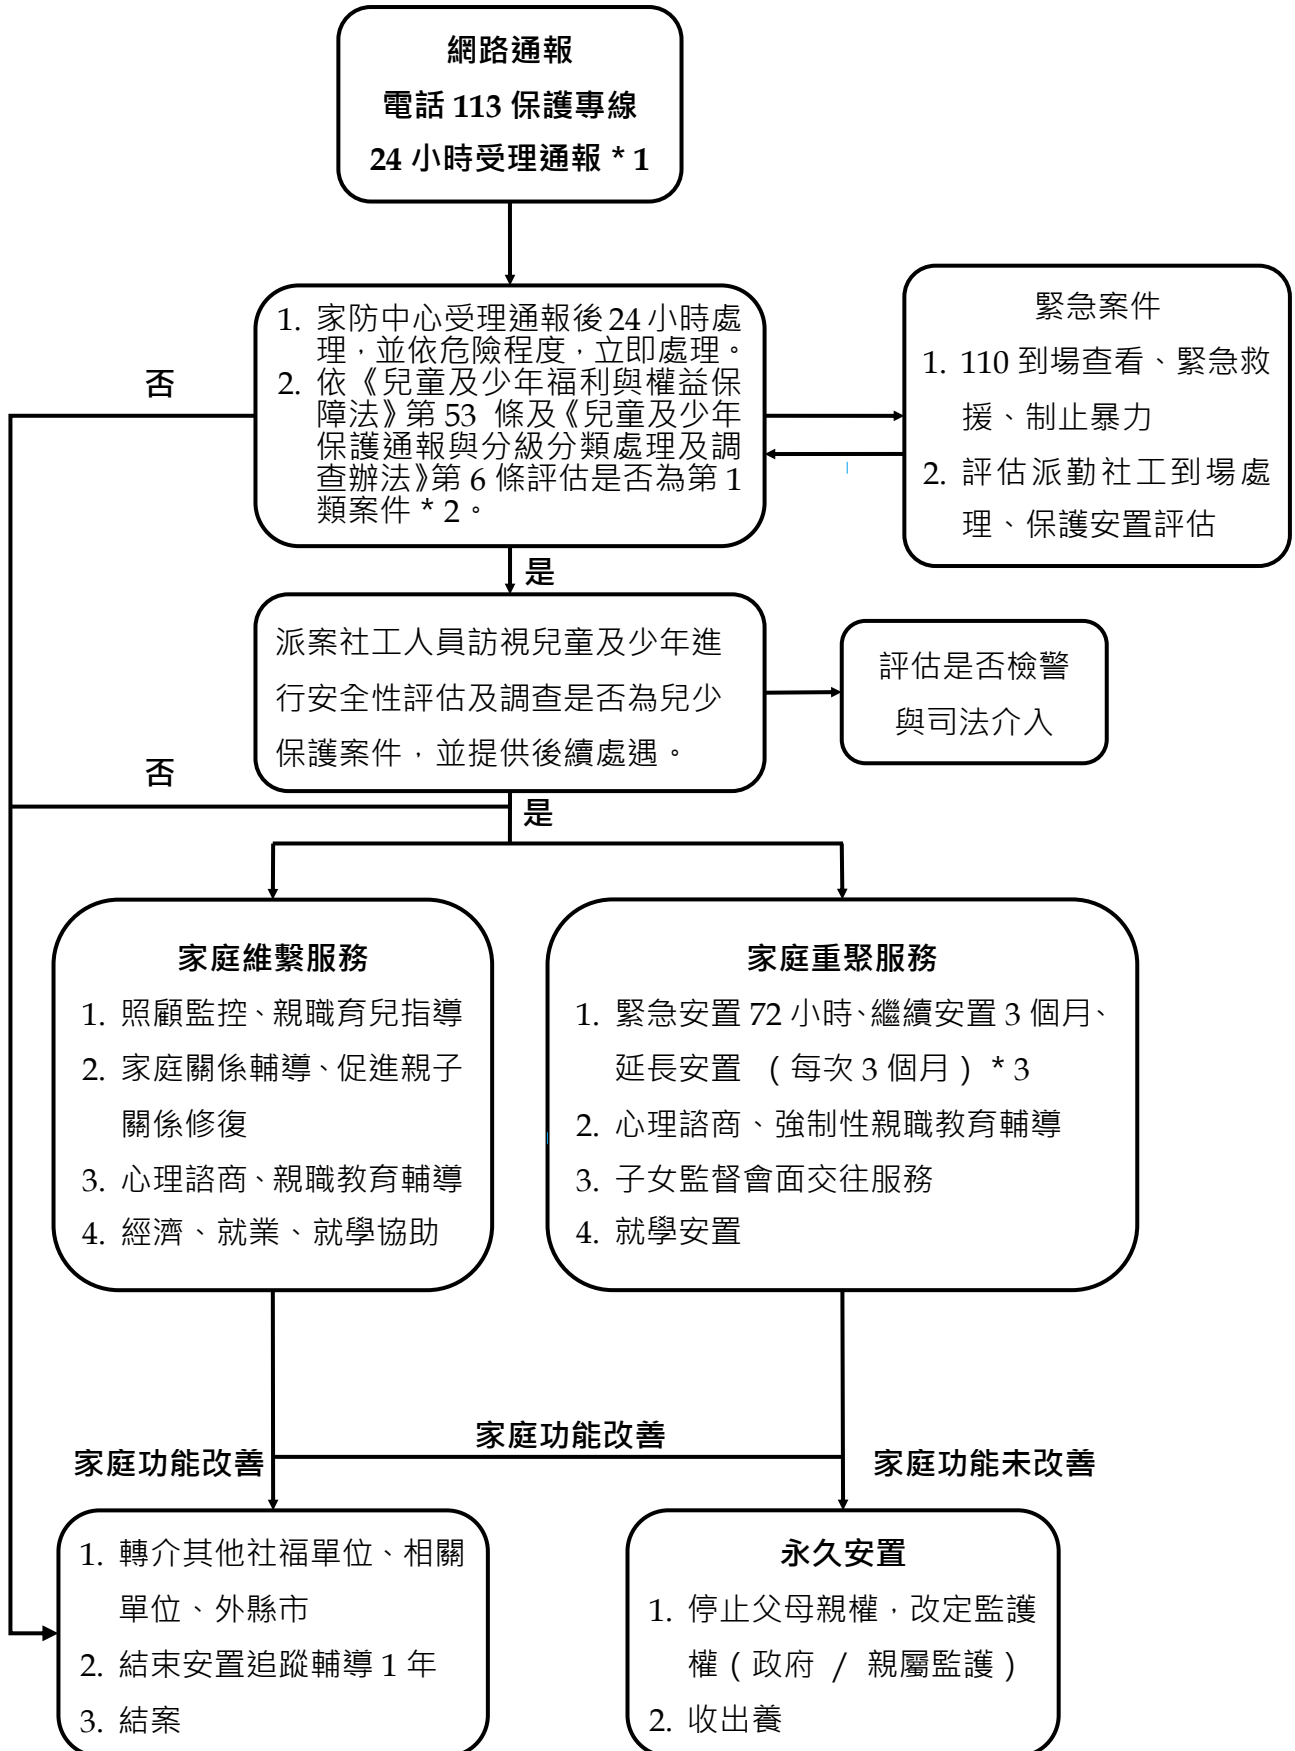 網路通報
電話 113 保護專線
24 小時受理通報 * 1
1. 家防中心受理通報後 24 小時處
理，並依危險程度，立即處理。
2. 依《兒童及少年福利與權益保
障法》第 53 條及《兒童及少年
保護通報與分級分類處理及調
查辦法》第 6 條評估是否為第 1
類案件 * 2。
緊急案件
1. 110 到場查看、緊急救
援、制止暴力
2. 評估派勤社工到場處
理、保護安置評估
否
是
派案社工人員訪視兒童及少年進
行安全性評估及調查是否為兒少
保護案件，並提供後續處遇。
評估是否檢警
與司法介入
否
是
家庭維繫服務
1. 照顧監控、親職育兒指導
2. 家庭關係輔導、促進親子
關係修復
3. 心理諮商、親職教育輔導
4. 經濟、就業、就學協助
家庭重聚服務
1. 緊急安置 72 小時、繼續安置 3 個月、
延長安置 （每次 3 個月）* 3
2. 心理諮商、強制性親職教育輔導
3. 子女監督會面交往服務
4. 就學安置
家庭功能改善
家庭功能改善
家庭功能未改善
1. 轉介其他社福單位、相關
單位、外縣市
2. 結束安置追蹤輔導 1 年
3. 結案
永久安置
1. 停止父母親權，改定監護
權（政府 / 親屬監護）
2. 收出養